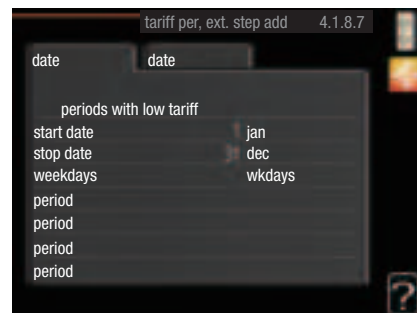 tariff per, ext. step add 4.1.8.7
date date
periods with low tariff
start date jan
stop date dec
weekdays wkdays
period
period
period
period
?